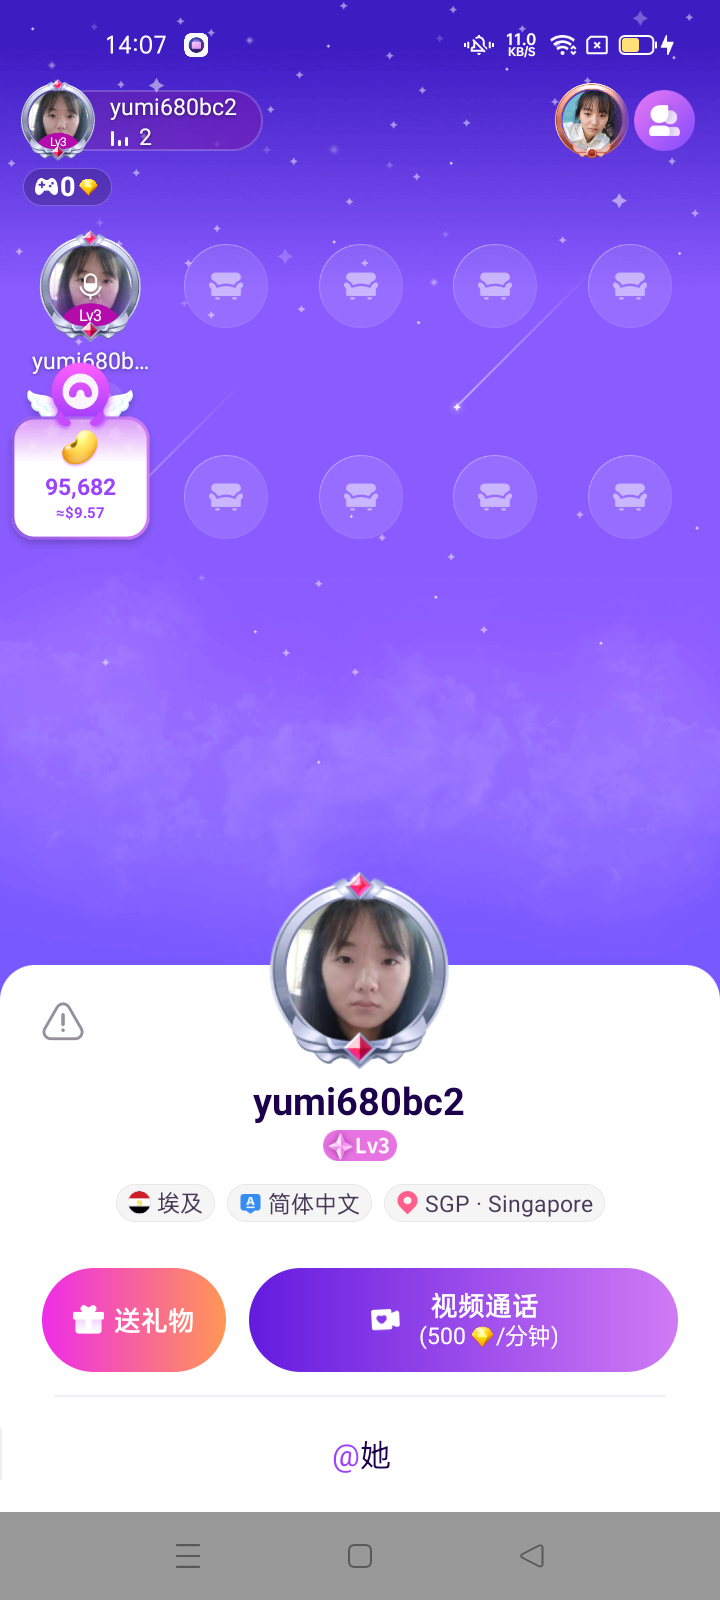 14:07
11.0
KB/S
yumi680bc2
2
Lv3
0
Lv3
yumi680b...
95,682
≈$9.57
yumi680bc2
Lv3
埃及
A 简体中文
SGP · Singapore
送礼物
视频通话
(500 /分钟)
@她